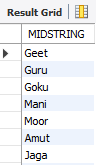 Result Grid
MIDSTRING
Geet
Guru
Goku
Mani
Moor
Amut
Jaga